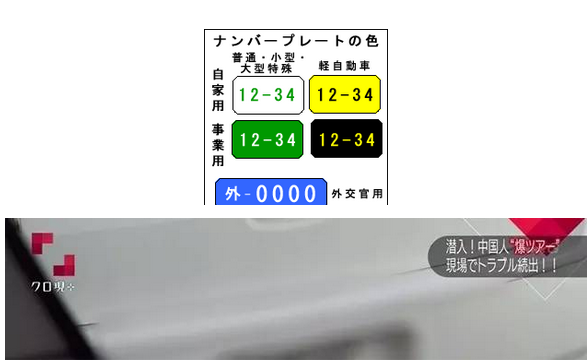 ナンバープレートの色
普通・小型・
大型特殊
軽自動車
自家用
12-34
12-34
事業用
12-34
12-34
外-0000
外交官用
クロ現+
潜入!中国人"爆ツアー"
現場でトラブル続出!!